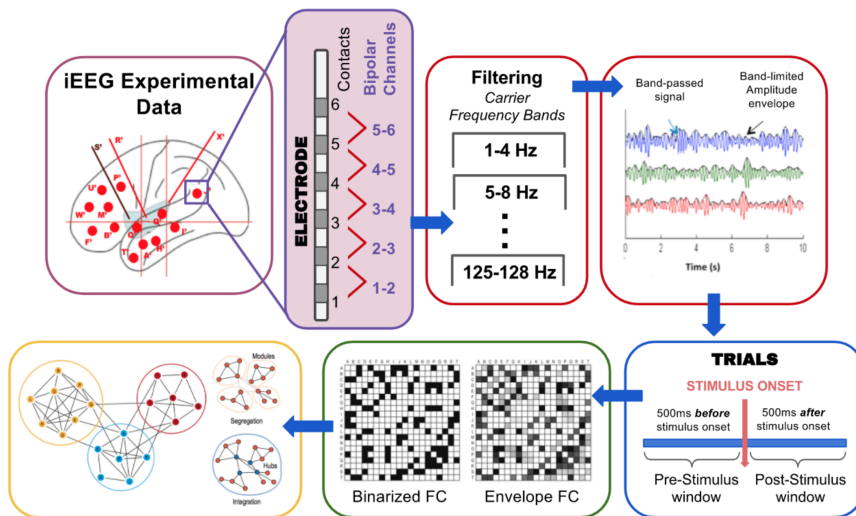 iEEG Experimental
Data
S'
R'
X'
P'
U'
W'
M'
F'
B'
O'
T'
A'
H'
I'
ELECTRODE
Contacts
6
5
4
3
2
1
Bipolar
Channels
5-6
4-5
3-4
2-3
1-2
Filtering
Carrier
Frequency Bands
1-4 Hz
5-8 Hz
125-128 Hz
Band-passed
signal
Band-limited
Amplitude
envelope
0 2 4 6 8 10
Time (s)
TRIALS
STIMULUS ONSET
500ms before
stimulus onset
500ms after
stimulus onset
Pre-Stimulus
window
Post-Stimulus
window
Binarized FC
Envelope FC
Modules
Segregation
Hubs
Integration